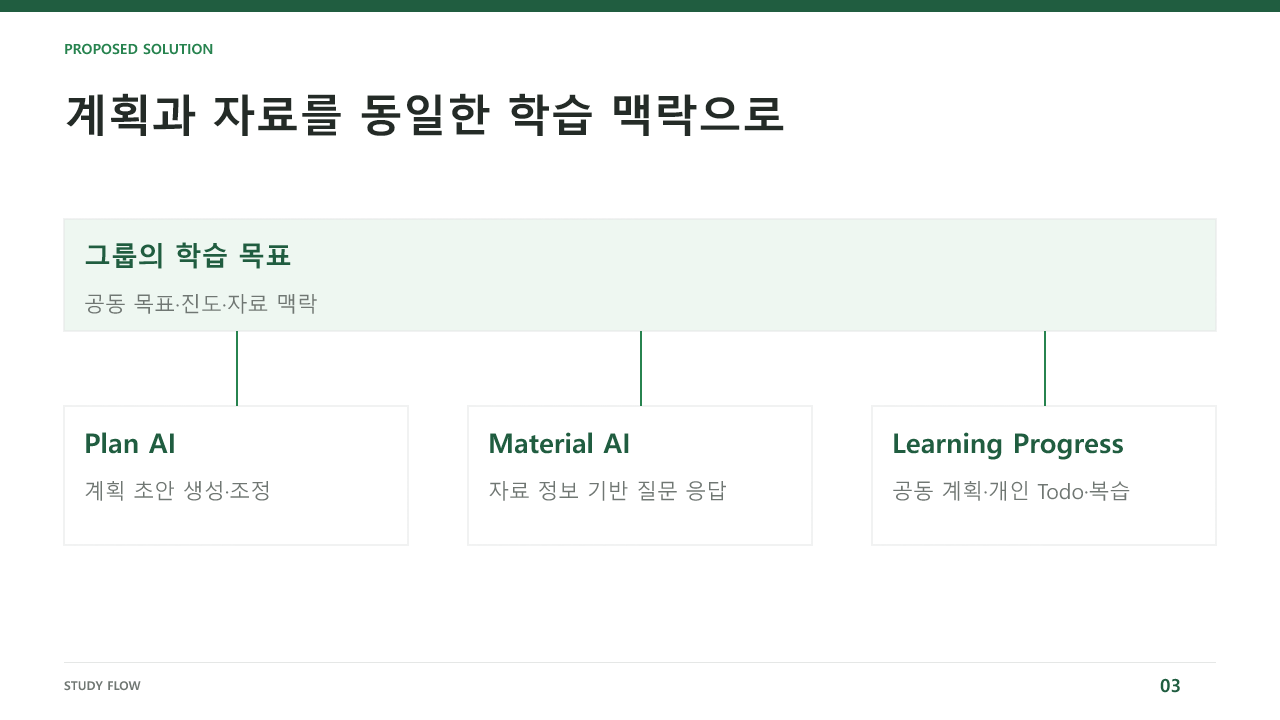 PROPOSED SOLUTION
계획과 자료를 동일한 학습 맥락으로
그룹의 학습 목표
공동 목표·진도·자료 맥락
Plan AI
계획 초안 생성·조정
Material AI
자료 정보 기반 질문 응답
Learning Progress
공동 계획·개인 Todo·복습
STUDY FLOW
03